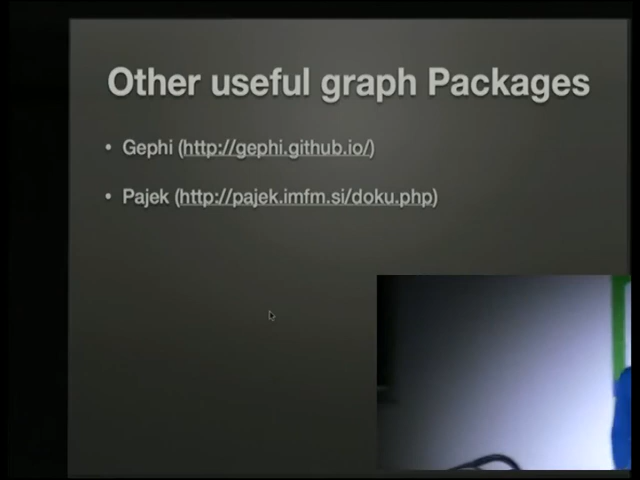 Other useful graph Packages
• Gephi (http://gephi.github.io/)
• Pajek (http://pajek.imfm.si/doku.php)